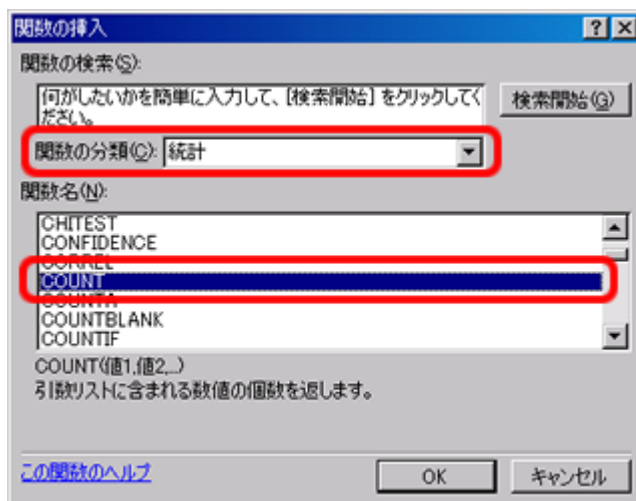 関数の挿入
関数の検索(S):
何がしたいかを簡単に入力して、[検索開始] をクリックしてく
ださい。
検索開始(G)
関数の分類(C): 統計
関数名(N):
CHITEST
CONFIDENCE
CORREL
COUNT
COUNTA
COUNTBLANK
COUNTIF
COUNT(値1,値2,...)
引数リストに含まれる数値の個数を返します。
この関数のヘルプ
OK
キャンセル